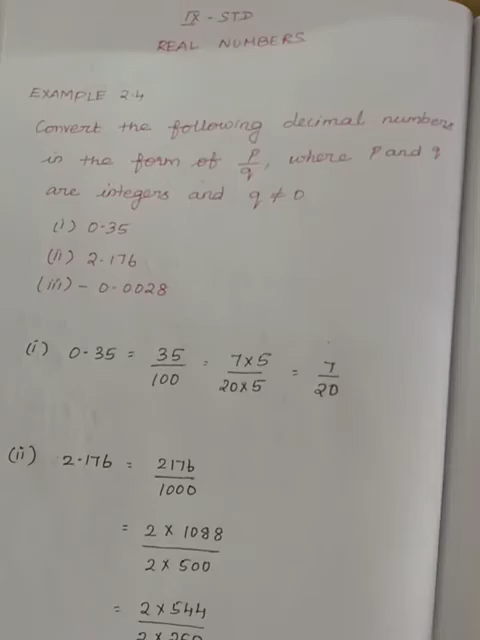 IX - STD
REAL NUMBERS
EXAMPLE 2.4
Convert the following decimal numbers
in the form of p/q, where p and q
are integers and q ≠ 0
(i) 0.35
(ii) 2.176
(iii) - 0.0028
(i) 0.35 = 35/100 = 7×5/20×5 = 7/20
(ii) 2.176 = 2176/1000
= 2 × 1088/2 × 500
= 2 × 544/2 × 250